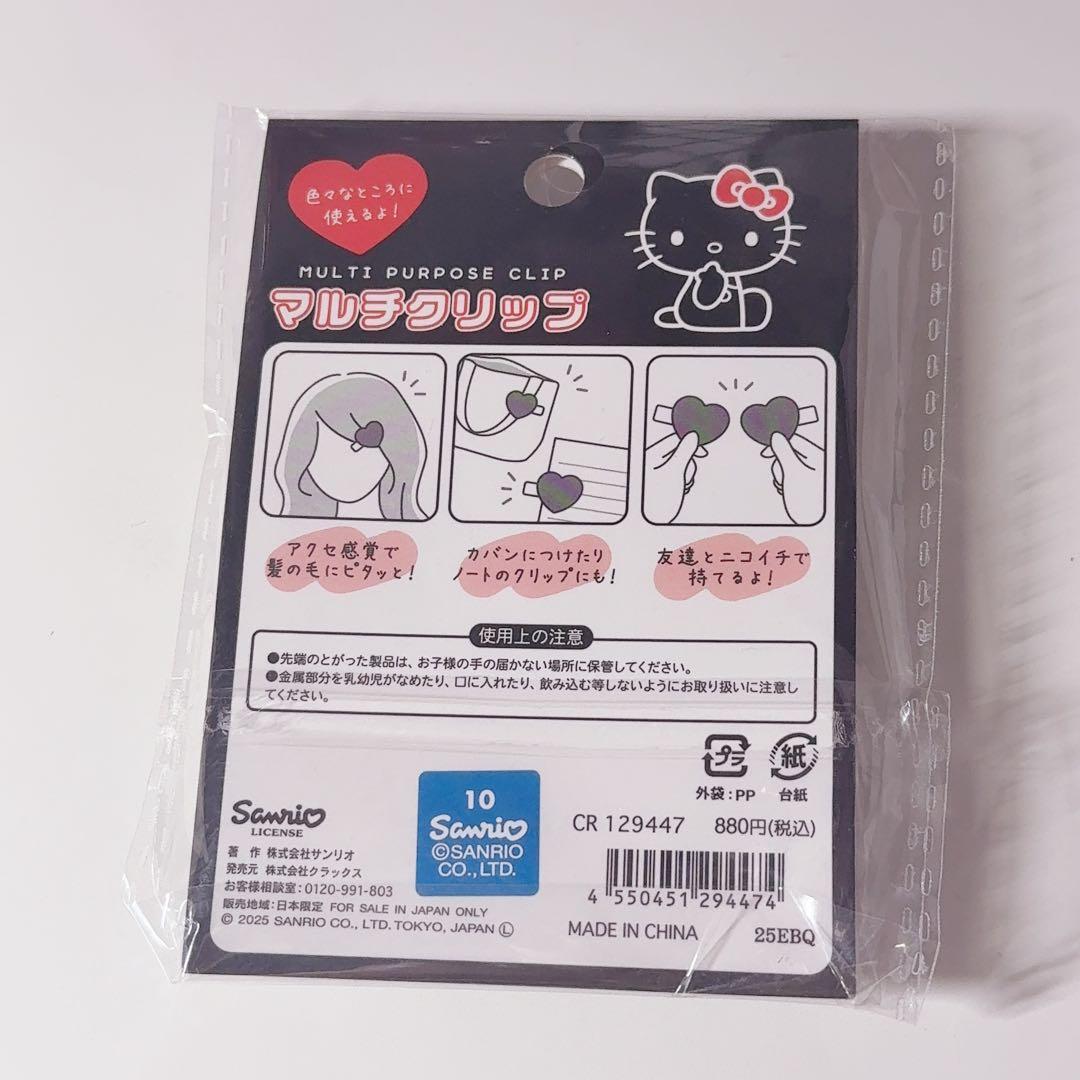 色々なところに
使えるよ!
MULTI PURPOSE CLIP
マルチクリップ
アクセ感覚で
髪の毛にピタッと!
カバンにつけたり
ノートのクリップにも!
友達とニコイチで
持てるよ!
使用上の注意
●先端のとがった製品は、お子様の手の届かない場所に保管してください。
●金属部分を乳幼児がなめたり、口に入れたり、飲み込む等しないようにお取り扱いに注意し
てください。
プラ
紙
外袋:PP
台紙
Sanrio
LICENSE
著 作 株式会社サンリオ
発売元 株式会社クラックス
お客様相談室:0120-991-803
販売地域:日本限定 FOR SALE IN JAPAN ONLY
© 2025 SANRIO CO., LTD. TOKYO, JAPAN Ⓛ
10
Sanrio
©SANRIO
CO.,LTD.
CR 129447 880円(税込)
4 550451 294474
MADE IN CHINA 25EBQ